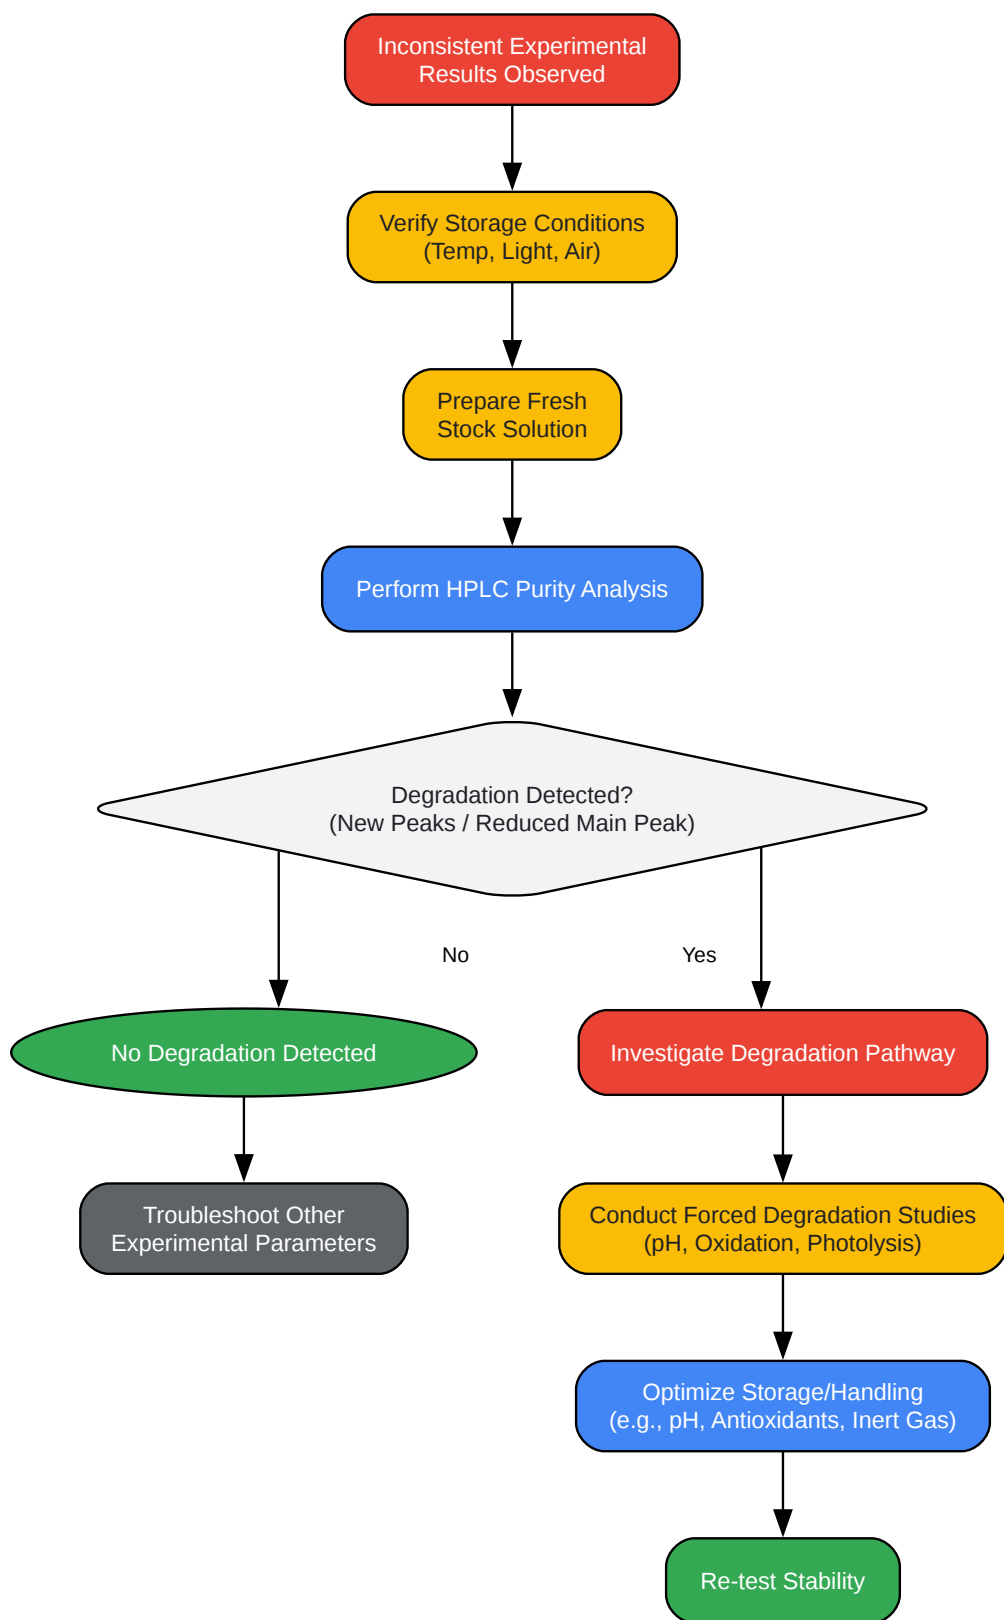 Inconsistent Experimental
Results Observed
Verify Storage Conditions
(Temp, Light, Air)
Prepare Fresh
Stock Solution
Perform HPLC Purity Analysis
Degradation Detected?
(New Peaks / Reduced Main Peak)
No
Yes
No Degradation Detected
Investigate Degradation Pathway
Troubleshoot Other
Experimental Parameters
Conduct Forced Degradation Studies
(pH, Oxidation, Photolysis)
Optimize Storage/Handling
(e.g., pH, Antioxidants, Inert Gas)
Re-test Stability